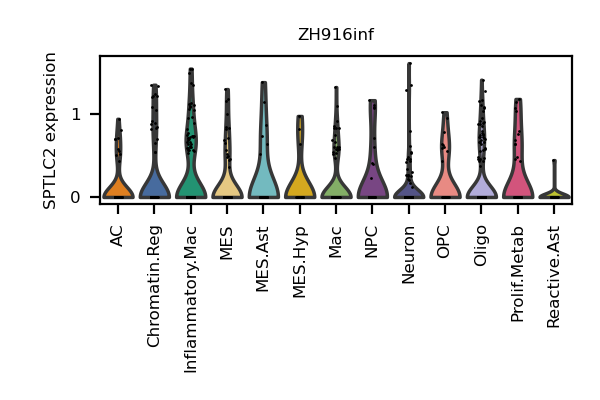 ZH916inf
SPTLC2 expression
1
0
AC
Chromatin.Reg
Inflammatory.Mac
MES
MES.Ast
MES.Hyp
Mac
NPC
Neuron
OPC
Oligo
Prolif.Metab
Reactive.Ast